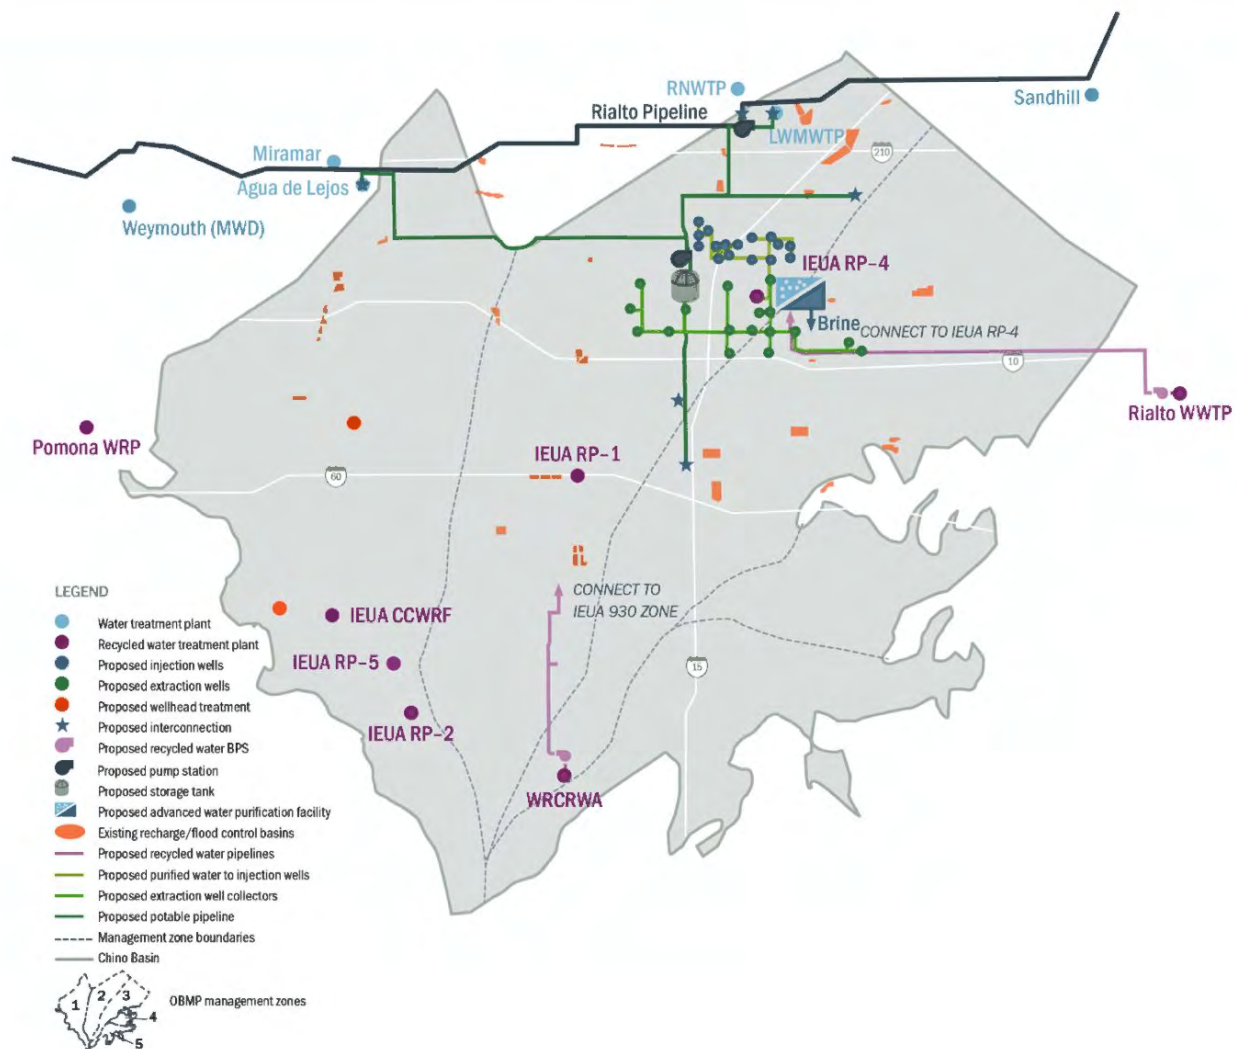 RNWTP
Sandhill
Rialto Pipeline
LWMWTP
Miramar
210
Agua de Lejos
Weymouth (MWD)
IEUA RP-4
Brine
CONNECT TO IEUA RP-4
10
Rialto WWTP
Pomona WRP
IEUA RP-1
60
CONNECT TO
IEUA 930 ZONE
IEUA CCWRF
IEUA RP-5
15
IEUA RP-2
WRCRWA
LEGEND
Water treatment plant
Recycled water treatment plant
Proposed injection wells
Proposed extraction wells
Proposed wellhead treatment
Proposed interconnection
Proposed recycled water BPS
Proposed pump station
Proposed storage tank
Proposed advanced water purification facility
Existing recharge/flood control basins
Proposed recycled water pipelines
Proposed purified water to injection wells
Proposed extraction well collectors
Proposed potable pipeline
Management zone boundaries
Chino Basin
1 2 3
4
5
OBMP management zones